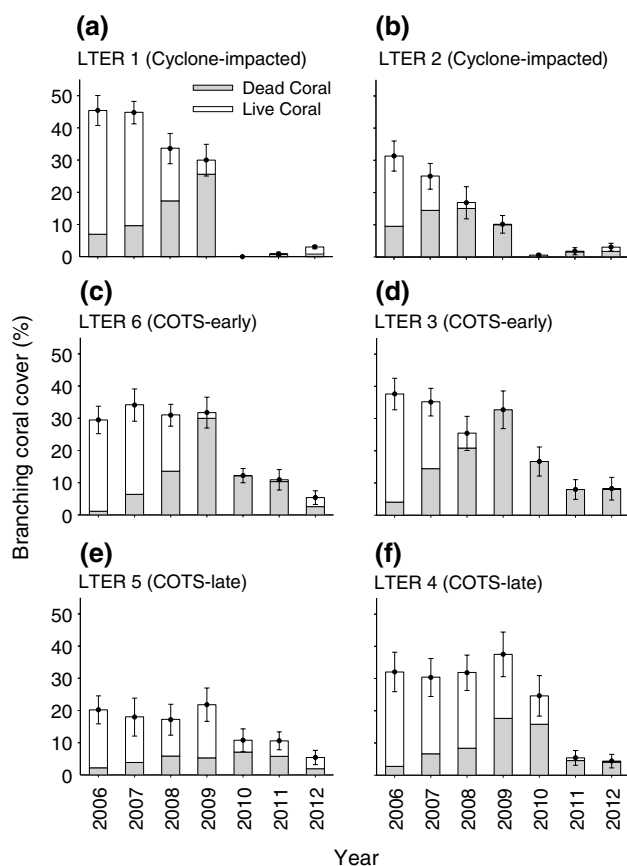 (a)
LTER 1 (Cyclone-impacted)
Dead Coral
Live Coral
50
40
30
20
10
0
(b)
LTER 2 (Cyclone-impacted)
(c)
LTER 6 (COTS-early)
50
40
30
20
10
0
(d)
LTER 3 (COTS-early)
Branching coral cover (%)
(e)
LTER 5 (COTS-late)
50
40
30
20
10
0
2006
2007
2008
2009
2010
2011
2012
(f)
LTER 4 (COTS-late)
2006
2007
2008
2009
2010
2011
2012
Year